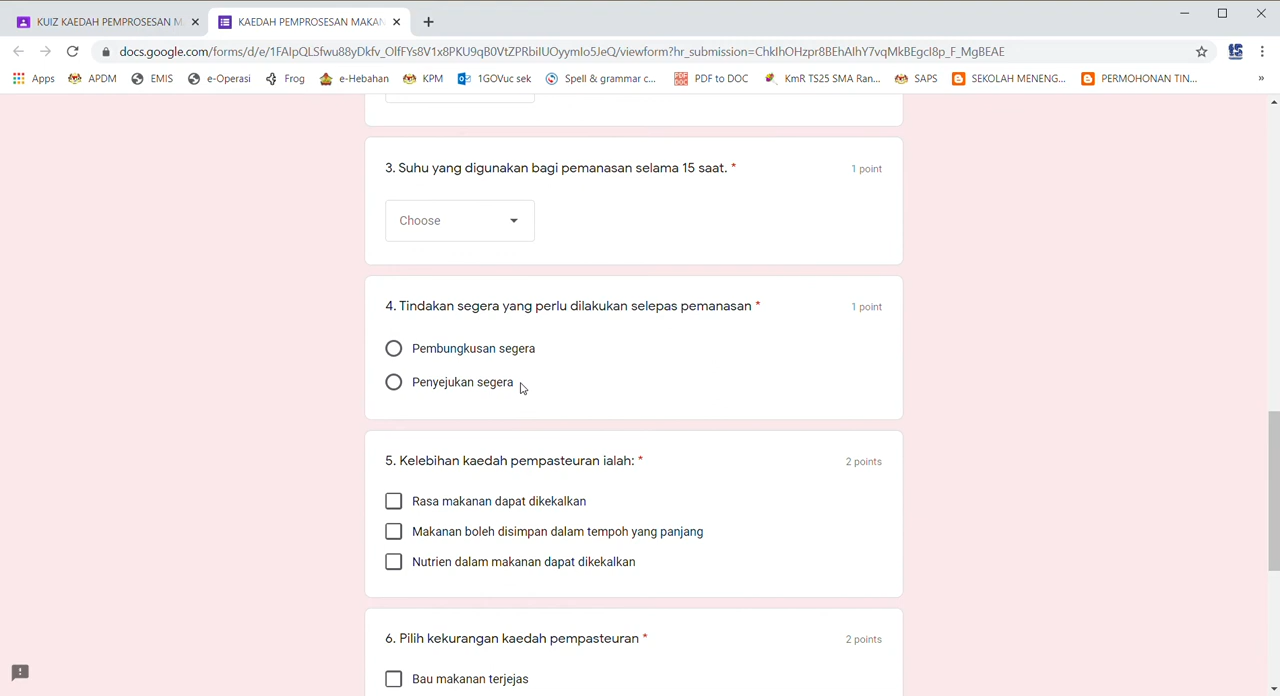 KUIZ KAEDAH PEMPROSESAN M
KAEDAH PEMPROSESAN MAKAN
docs.google.com/forms/d/e/1FAIpQLSfwu88yDkfv_OlfFYs8V1x8FKU9qB0VtZPRbiIUOyymIo5JeQ/viewform?hr_submission=ChkIhOHzpr8BEhAIhY7vqMkBEgcI8p_F_MgBEAE
Apps APDM EMIS e-Operasi Frog e-Hebahan KPM 1GOVuc sek Spell & grammar c... PDF to DOC KmR TS25 SMA Ran... SAPS SEKOLAH MENENG... PERMOHONAN TIN... »
3. Suhu yang digunakan bagi pemanasan selama 15 saat. *
1 point
Choose
4. Tindakan segera yang perlu dilakukan selepas pemanasan *
1 point
Pembungkusan segera
Penyejukan segera
5. Kelebihan kaedah pempasteuran ialah: *
2 points
Rasa makanan dapat dikekalkan
Makanan boleh disimpan dalam tempoh yang panjang
Nutrien dalam makanan dapat dikekalkan
6. Pilih kekurangan kaedah pempasteuran *
2 points
Bau makanan terjejas